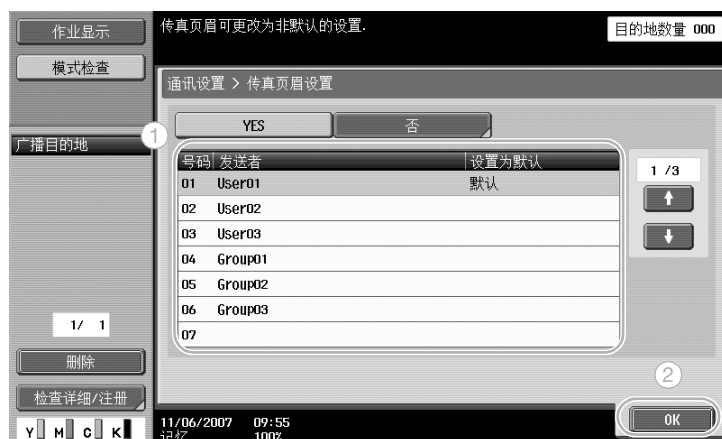 作业显示
传真页眉可更改为非默认的设置.
目的地数量 000
模式检查
通讯设置 > 传真页眉设置
1
YES
否
广播目的地
号码 发送者 设置为默认
01 User01 默认
02 User02
03 User03
04 Group01
05 Group02
06 Group03
07
1 /3
1/ 1
删除
2
检查详细/注册
OK
Y M C K
11/06/2007 09:55
记忆 100%